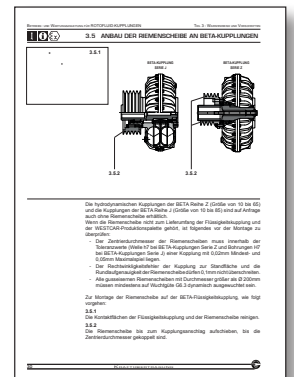 BETRIEBS- UND WARTUNGSHANDBUCH FÜR ROTOFLUID-KUPPLUNGEN
3.5 ANBAU DER RIEMENSCHEIBE AN BETA-KUPPLUNGEN
3.5.1
BETA-KUPPLUNG
SERIE J
BETA-KUPPLUNG
SERIE Z
3.5.2
3.5.2
Die hydrodynamischen Kupplungen der BETA Reihe Z (Größe von 10 bis 65)
und die Kupplungen der BETA Reihe J (Größe von 10 bis 85) sind auf Anfrage
auch ohne Riemenscheibe erhältlich.
Wenn die Riemenscheibe nicht zum Lieferumfang der Flüssigkeitskupplung und
der WESTCAR-Produktionspalette gehört, ist folgendes vor der Montage zu
überprüfen:
- Der Zentrierdurchmesser der Riemenscheiben muss innerhalb der
Toleranzwerte (Welle h7 bei BETA-Kupplungen Serie Z und Bohrungen H7
bei BETA-Kupplungen Serie J) einer Kopplung mit 0,02mm Mindest- und
0,05mm Maximalspiel liegen.
- Der Rechtwinkligkeitsfehler der Kupplung zur Standfläche und die
Rundlaufgenauigkeit der Riemenscheibe dürfen 0,1mm nicht überschreiten.
- Alle gusseisernen Riemenscheiben mit Durchmesser größer als Ø 200mm
müssen mindestens auf Wuchtgüte G6.3 dynamisch ausgewuchtet sein.
Zur Montage der Riemenscheibe auf der BETA-Flüssigkeitskupplung, wie folgt
vorgehen:
3.5.1
Die Kontaktflächen der Flüssigkeitskupplung und der Riemenscheibe reinigen.
3.5.2
Die Riemenscheibe bis zum Kupplungsanschlag aufschieben, bis die
Zentrierdurchmesser gekoppelt sind.